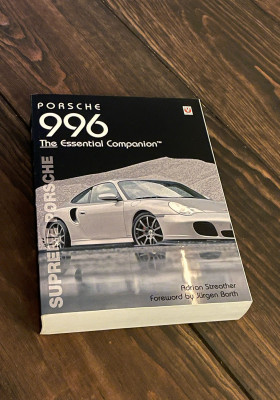 PORSCHE
996
The Essential Companion™
SUPREME PORSCHE
Adrian Streather
Foreword by Jürgen Barth